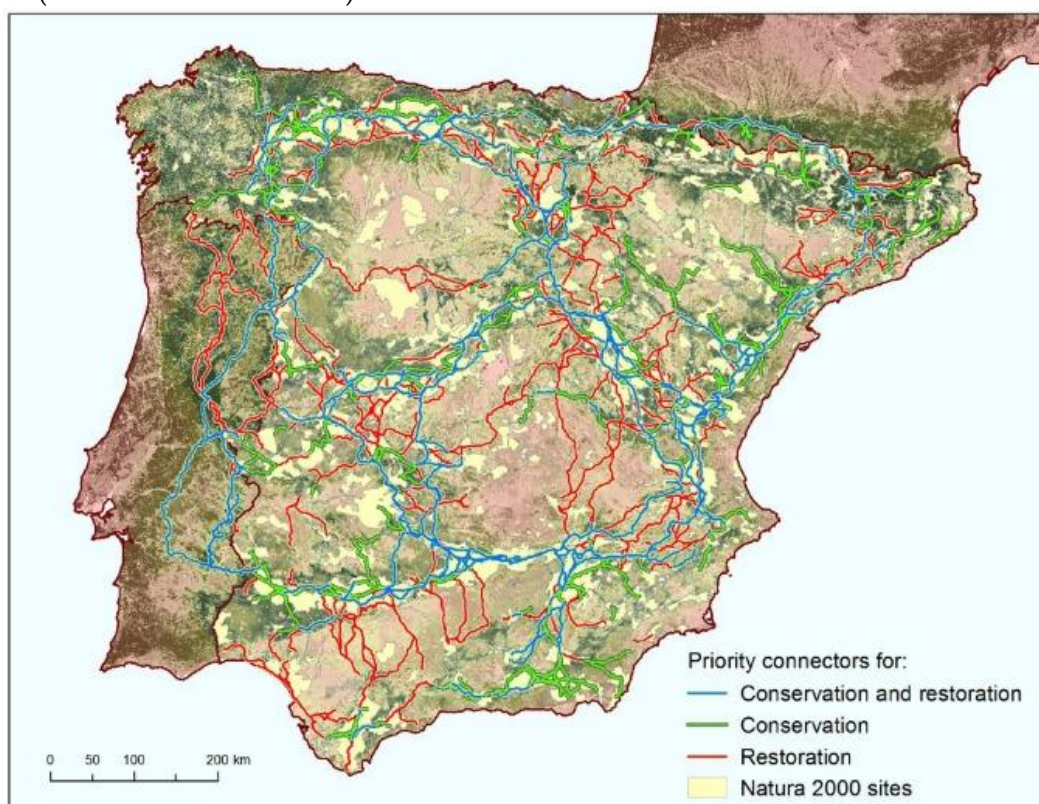 Priority connectors for:
Conservation and restoration
Conservation
Restoration
Natura 2000 sites
0 50 100 200 km